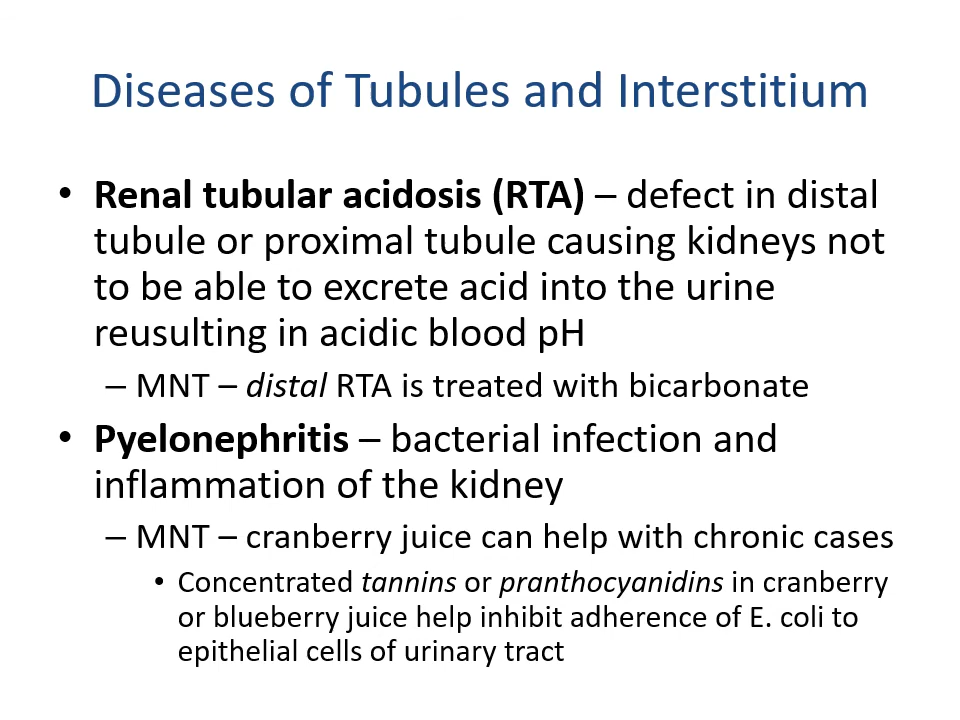 Diseases of Tubules and Interstitium
• Renal tubular acidosis (RTA) – defect in distal
tubule or proximal tubule causing kidneys not
to be able to excrete acid into the urine
reusulting in acidic blood pH
– MNT – distal RTA is treated with bicarbonate
• Pyelonephritis – bacterial infection and
inflammation of the kidney
– MNT – cranberry juice can help with chronic cases
• Concentrated tannins or pranthocyanidins in cranberry
or blueberry juice help inhibit adherence of E. coli to
epithelial cells of urinary tract